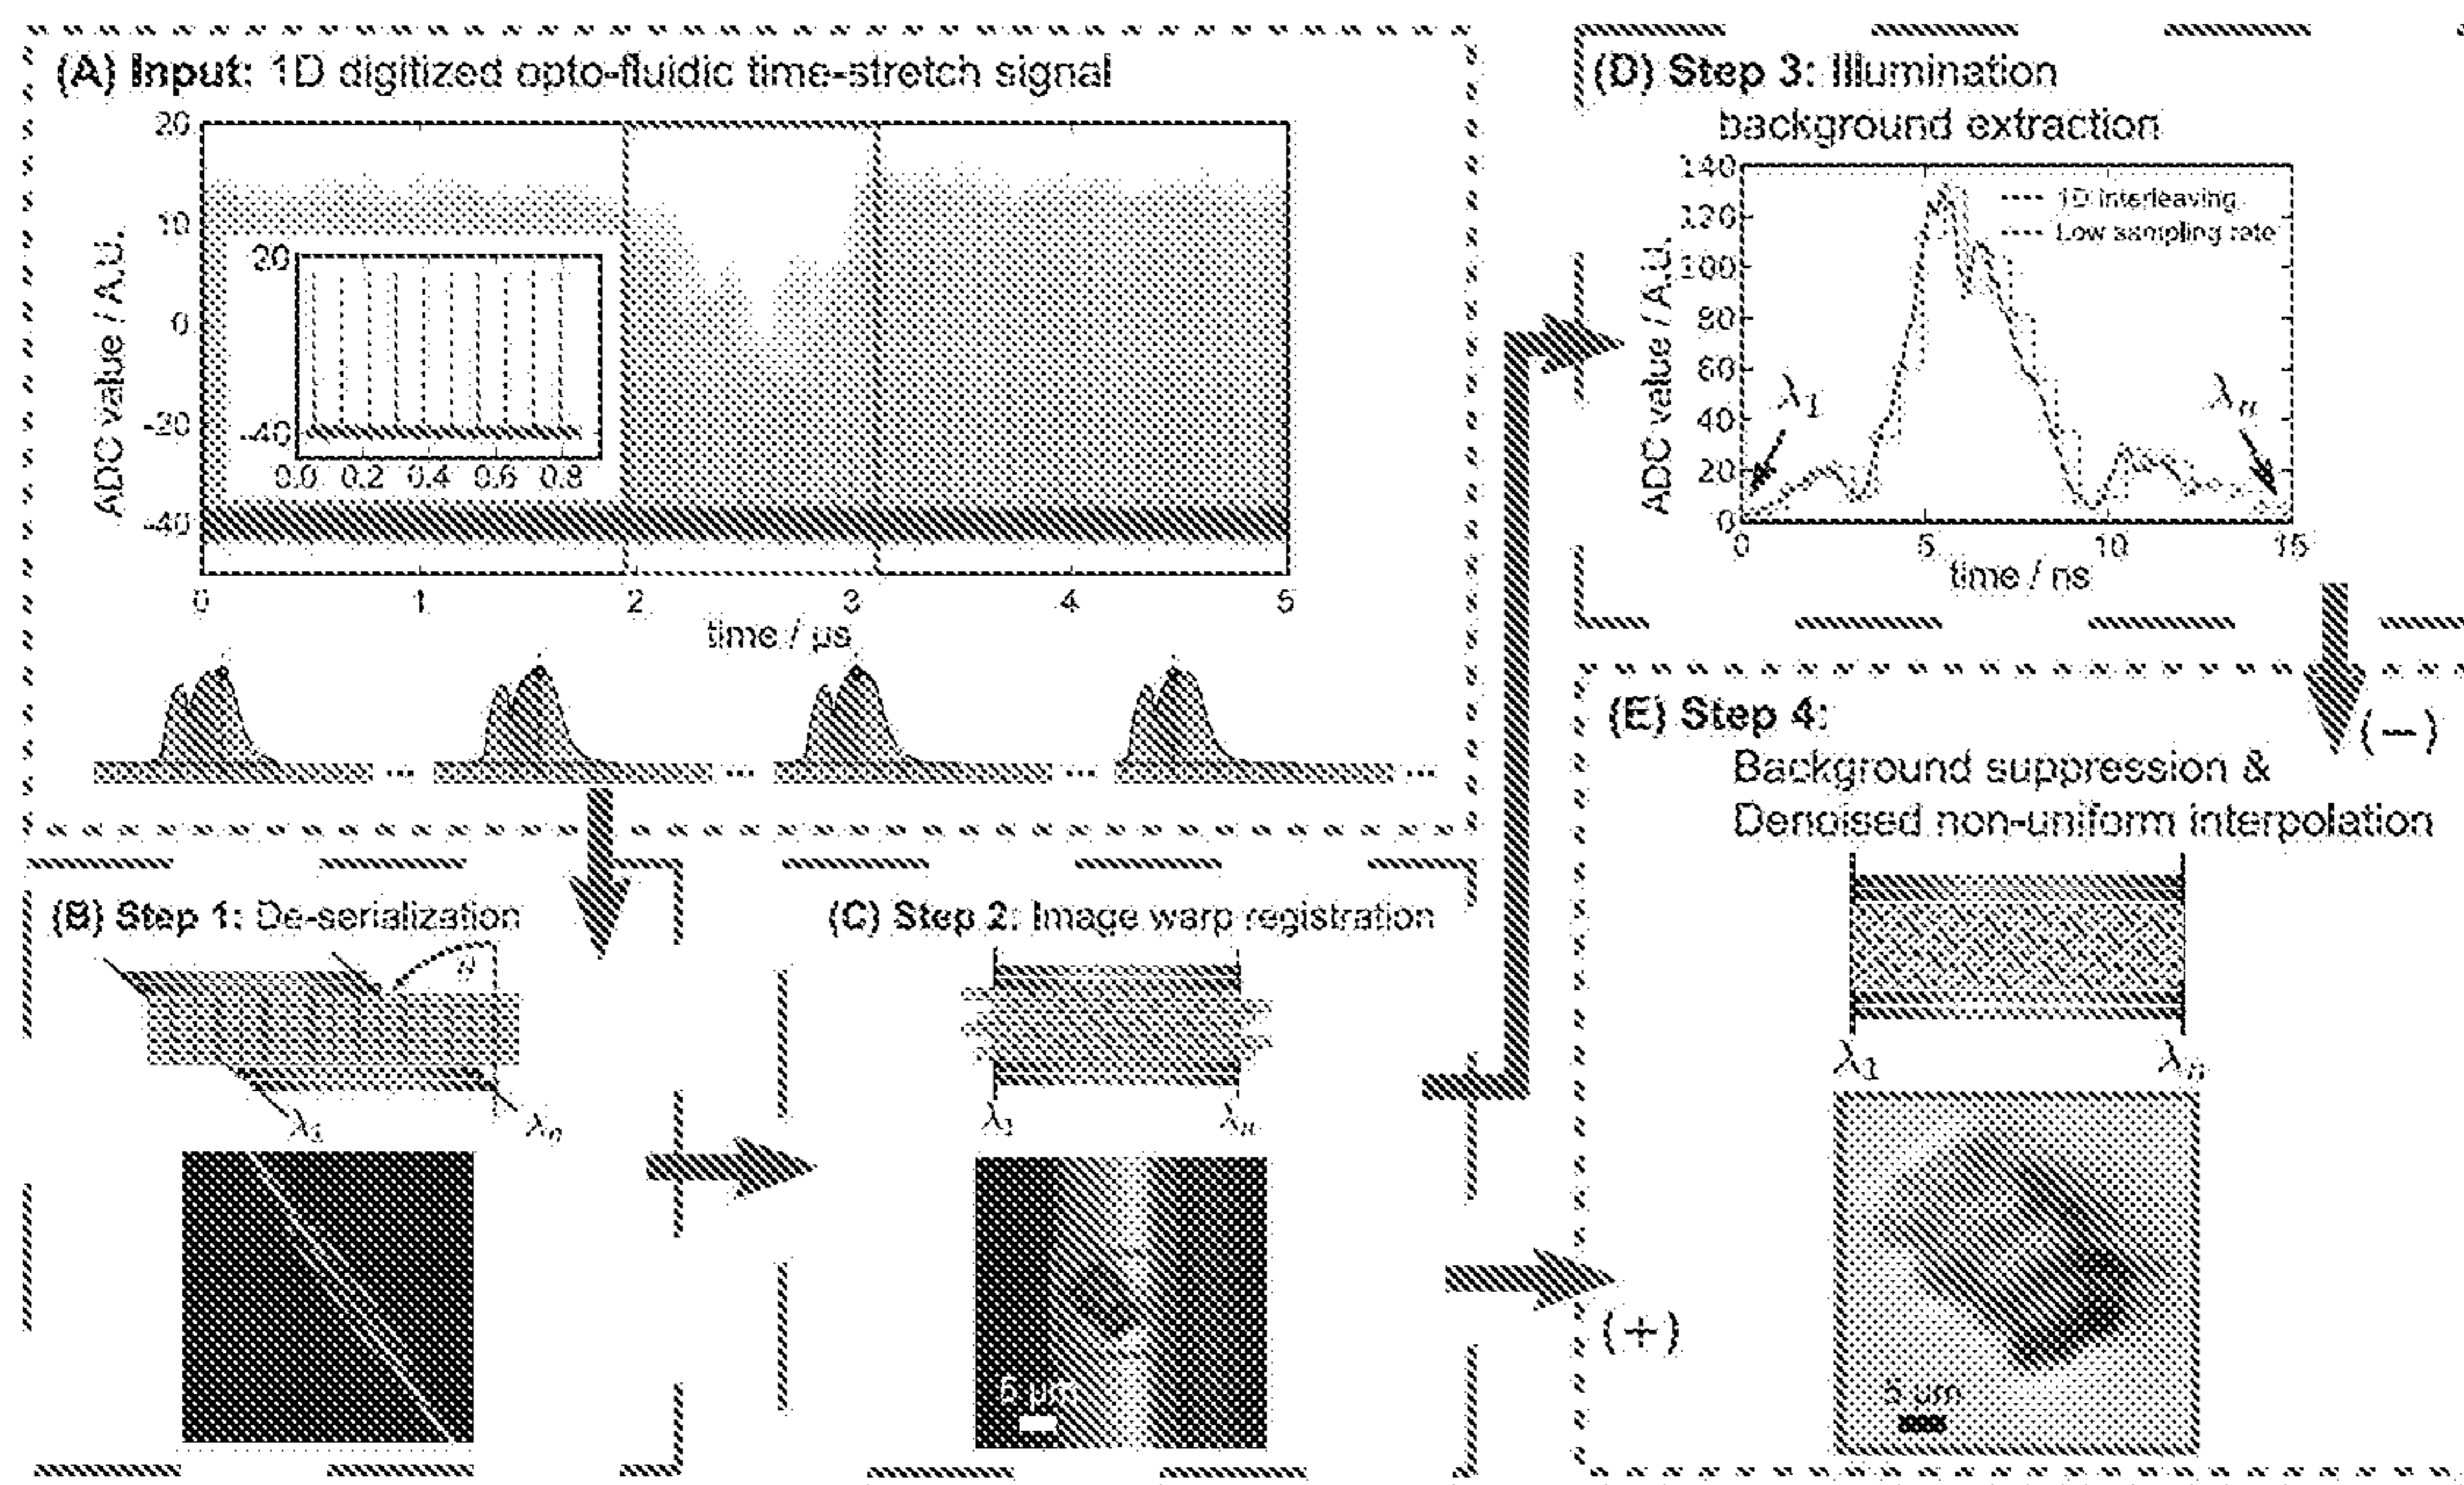 (A) Input: 1D digitized opto-fluidic time-stretch signal
20
10
0
-20
-40
ADC value / A.U.
20
-40
0.0 0.2 0.4 0.6 0.8
0 1 2 3 4 5
time / μs
... ... ... ...
(B) Step 1: De-serialization
θ
λ1
λn
(C) Step 2: Image warp registration
λ1 λn
5 μm
(D) Step 3: Illumination
background extraction
140
120
100
80
60
40
20
0
ADC value / A.U.
1D interleaving
Low sampling rate
λ1
λn
0 5 10 15
time / ns
(−)
(E) Step 4:
Background suppression &
Denoised non-uniform interpolation
λ1 λn
(+)
5 μm